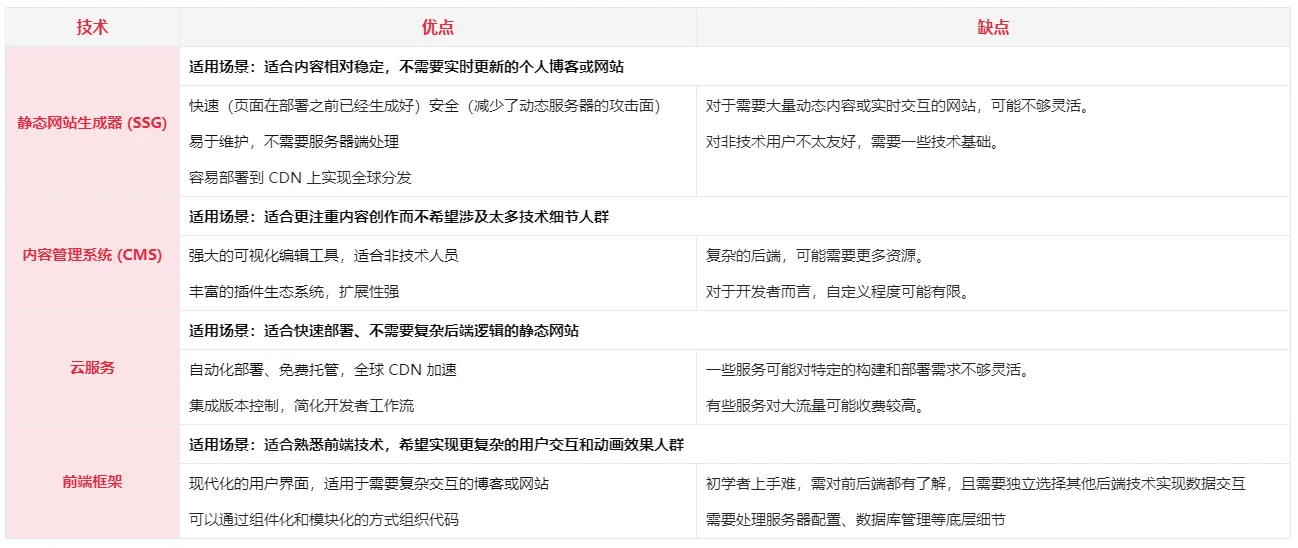 技术
优点
缺点
静态网站生成器 (SSG)
适用场景：适合内容相对稳定，不需要实时更新的个人博客或网站
快速（页面在部署之前已经生成好）安全（减少了动态服务器的攻击面）
易于维护，不需要服务器端处理
容易部署到 CDN 上实现全球分发
对于需要大量动态内容或实时交互的网站，可能不够灵活。
对非技术用户不太友好，需要一些技术基础。
内容管理系统 (CMS)
适用场景：适合更注重内容创作而不希望涉及太多技术细节人群
强大的可视化编辑工具，适合非技术人员
丰富的插件生态系统，扩展性强
复杂的后端，可能需要更多资源。
对于开发者而言，自定义程度可能有限。
云服务
适用场景：适合快速部署、不需要复杂后端逻辑的静态网站
自动化部署、免费托管，全球 CDN 加速
集成版本控制，简化开发者工作流
一些服务可能对特定的构建和部署需求不够灵活。
有些服务对大流量可能收费较高。
前端框架
适用场景：适合熟悉前端技术，希望实现更复杂的用户交互和动画效果人群
现代化的用户界面，适用于需要复杂交互的博客或网站
可以通过组件化和模块化的方式组织代码
初学者上手难，需对前后端都有了解，且需要独立选择其他后端技术实现数据交互
需要处理服务器配置、数据库管理等底层细节